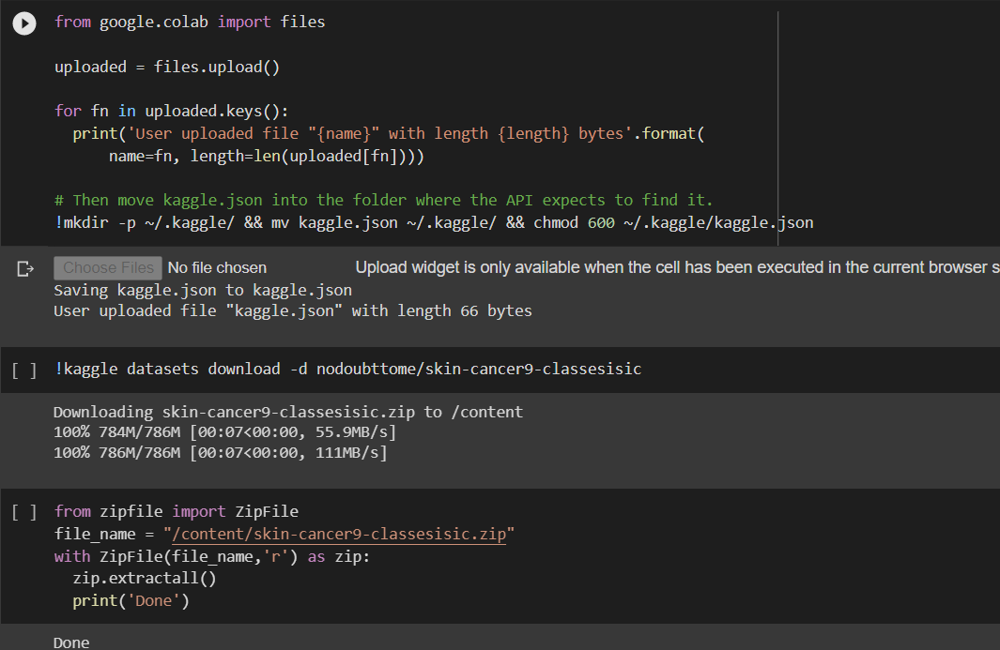 from google.colab import files
uploaded = files.upload()
for fn in uploaded.keys():
print('User uploaded file "{name}" with length {length} bytes'.format(
name=fn, length=len(uploaded[fn])))
# Then move kaggle.json into the folder where the API expects to find it.
!mkdir -p ~/.kaggle/ && mv kaggle.json ~/.kaggle/ && chmod 600 ~/.kaggle/kaggle.json
Choose Files No file chosen Upload widget is only available when the cell has been executed in the current browser s
Saving kaggle.json to kaggle.json
User uploaded file "kaggle.json" with length 66 bytes
[ ] !kaggle datasets download -d nodoubttome/skin-cancer9-classesisic
Downloading skin-cancer9-classesisic.zip to /content
100% 784M/786M [00:07<00:00, 55.9MB/s]
100% 786M/786M [00:07<00:00, 111MB/s]
[ ] from zipfile import ZipFile
file_name = "/content/skin-cancer9-classesisic.zip"
with ZipFile(file_name,'r') as zip:
zip.extractall()
print('Done')
Done